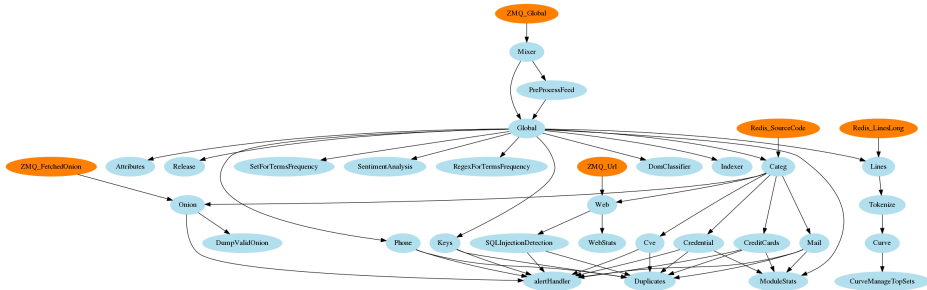 ZMQ_Global
Mixer
PreProcessFeed
Global
Redis_SourceCode
Redis_LinesLong
ZMQ_FetchedOnion
Attributes
Release
SetForTermsFrequency
SentimentAnalysis
RegexForTermsFrequency
ZMQ_Url
DomClassifier
Indexer
Categ
Lines
Onion
Web
Tokenize
DumpValidOnion
Phone
Keys
SQLInjectionDetection
WebStats
Cve
Credential
CreditCards
Mail
Curve
alertHandler
Duplicates
ModuleStats
CurveManageTopSets